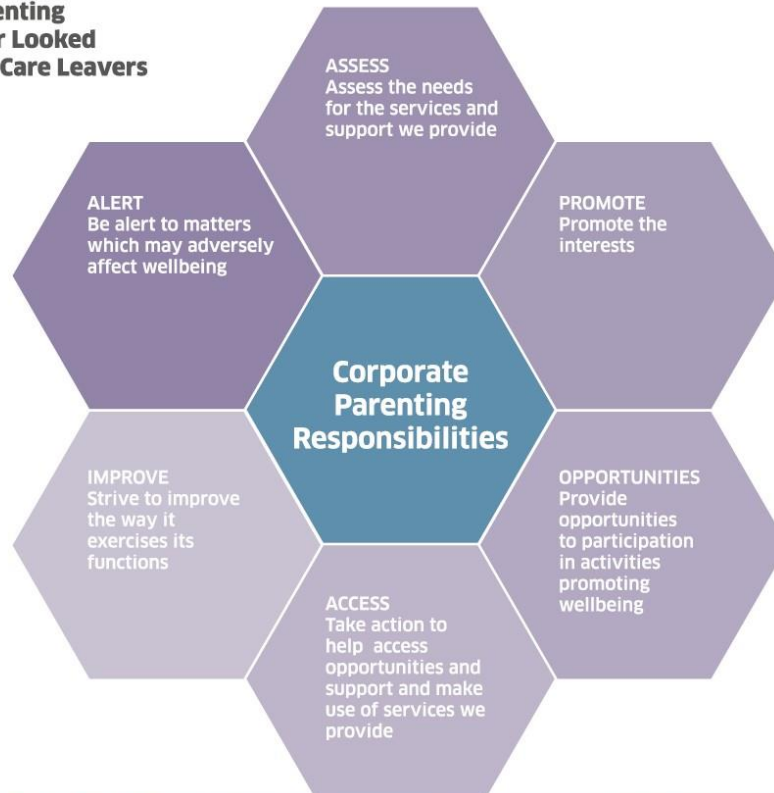 enting
r Looked
Care Leavers
ASSESS
Assess the needs
for the services and
support we provide
ALERT
Be alert to matters
which may adversely
affect wellbeing
PROMOTE
Promote the
interests
Corporate
Parenting
Responsibilities
IMPROVE
Strive to improve
the way it
exercises its
functions
OPPORTUNITIES
Provide
opportunities
to participation
in activities
promoting
wellbeing
ACCESS
Take action to
help access
opportunities and
support and make
use of services we
provide